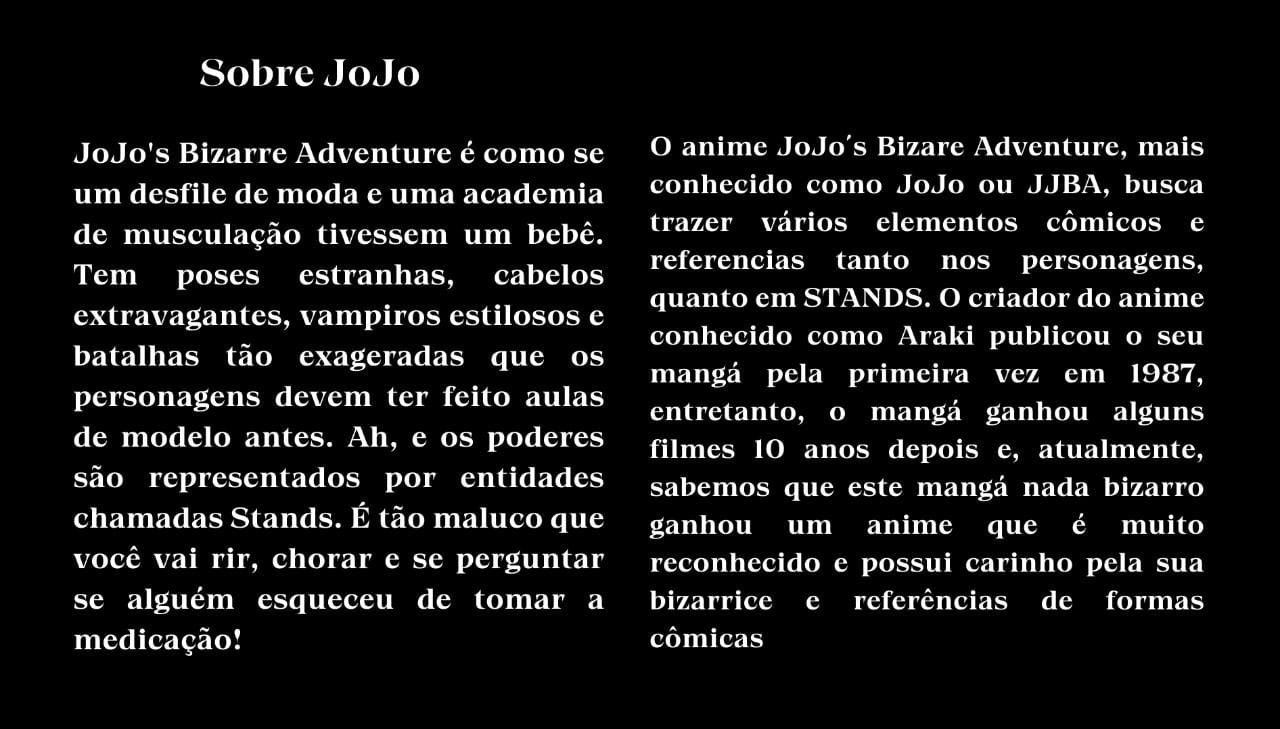 Sobre JoJo
JoJo's Bizarre Adventure é como se
um desfile de moda e uma academia
de musculação tivessem um bebê.
Tem poses estranhas, cabelos
extravagantes, vampiros estilosos e
batalhas tão exageradas que os
personagens devem ter feito aulas
de modelo antes. Ah, e os poderes
são representados por entidades
chamadas Stands. É tão maluco que
você vai rir, chorar e se perguntar
se alguém esqueceu de tomar a
medicação!
O anime JoJo´s Bizare Adventure, mais
conhecido como JoJo ou JJBA, busca
trazer vários elementos cômicos e
referencias tanto nos personagens,
quanto em STANDS. O criador do anime
conhecido como Araki publicou o seu
mangá pela primeira vez em 1987,
entretanto, o mangá ganhou alguns
filmes 10 anos depois e, atualmente,
sabemos que este mangá nada bizarro
ganhou um anime que é muito
reconhecido e possui carinho pela sua
bizarrice e referências de formas
cômicas